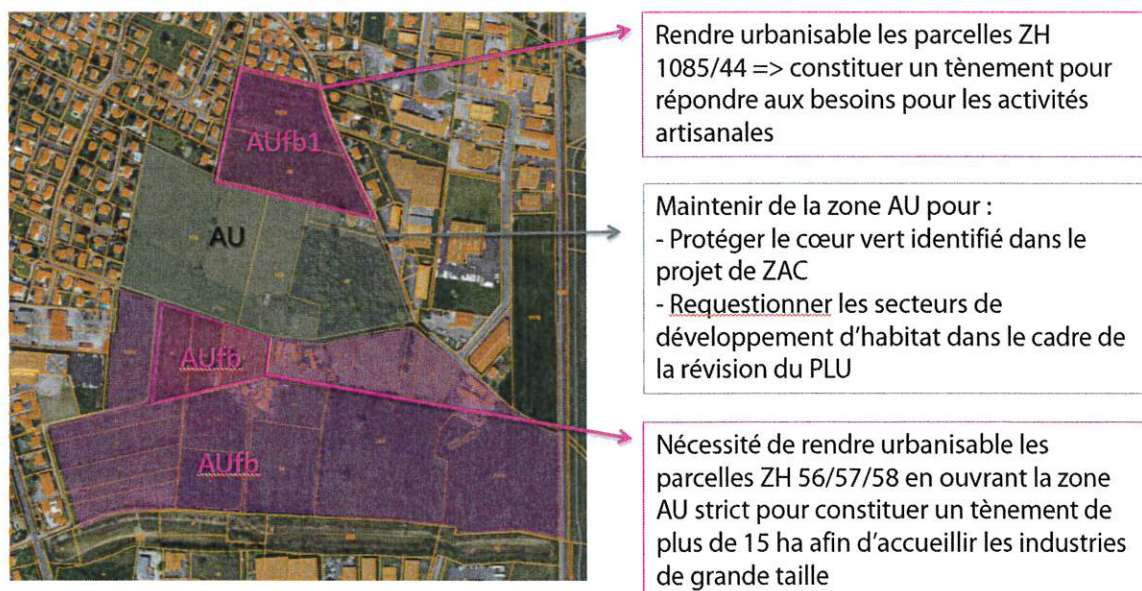 AUfb1
AU
AUfb
AUfb
Rendre urbanisable les parcelles ZH
1085/44 => constituer un tènement pour
répondre aux besoins pour les activités
artisanales
Maintenir de la zone AU pour :
- Protéger le cœur vert identifié dans le
projet de ZAC
- Requestionner les secteurs de
développement d’habitat dans le cadre de
la révision du PLU
Nécessité de rendre urbanisable les
parcelles ZH 56/57/58 en ouvrant la zone
AU strict pour constituer un tènement de
plus de 15 ha afin d’accueillir les industries
de grande taille